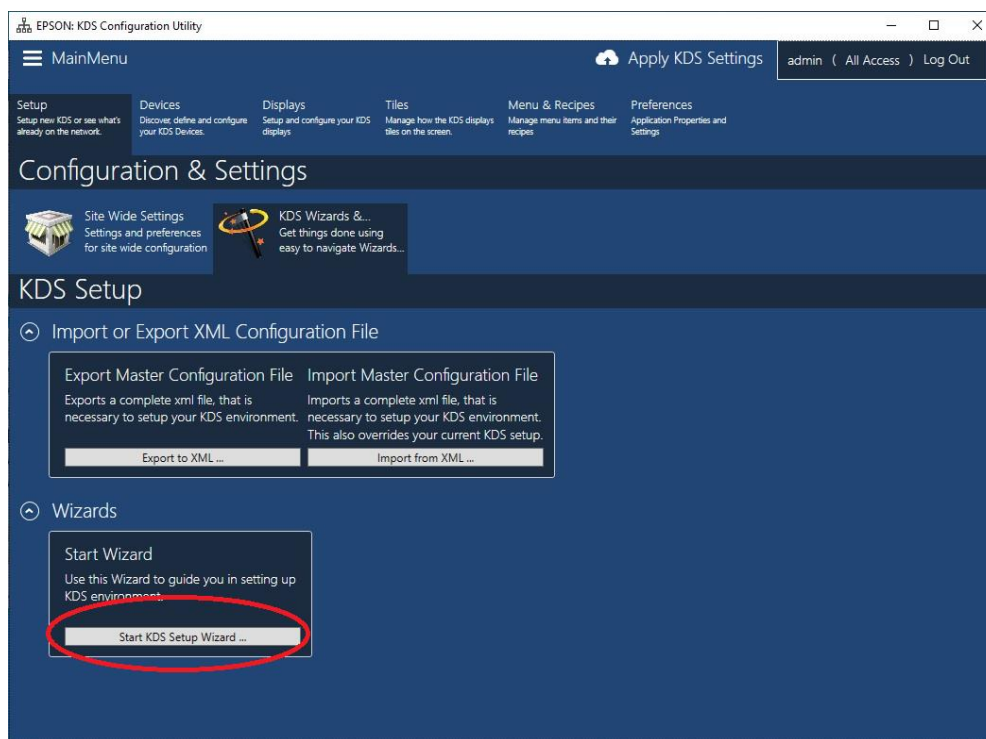 EPSON: KDS Configuration Utility
MainMenu
Apply KDS Settings
admin ( All Access ) Log Out
Setup
Setup new KDS or see what's
already on the network.
Devices
Discover, define and configure
your KDS Devices.
Displays
Setup and configure your KDS
displays
Tiles
Manage how the KDS displays
tiles on the screen.
Menu & Recipes
Manage menu items and their
recipes
Preferences
Application Properties and
Settings
Configuration & Settings
Site Wide Settings
Settings and preferences
for site wide configuration
KDS Wizards &...
Get things done using
easy to navigate Wizards...
KDS Setup
Import or Export XML Configuration File
Export Master Configuration File
Exports a complete xml file, that is
necessary to setup your KDS environment.
Export to XML ...
Import Master Configuration File
Imports a complete xml file, that is
necessary to setup your KDS environment.
This also overrides your current KDS setup.
Import from XML ...
Wizards
Start Wizard
Use this Wizard to guide you in setting up
KDS environment.
Start KDS Setup Wizard ...